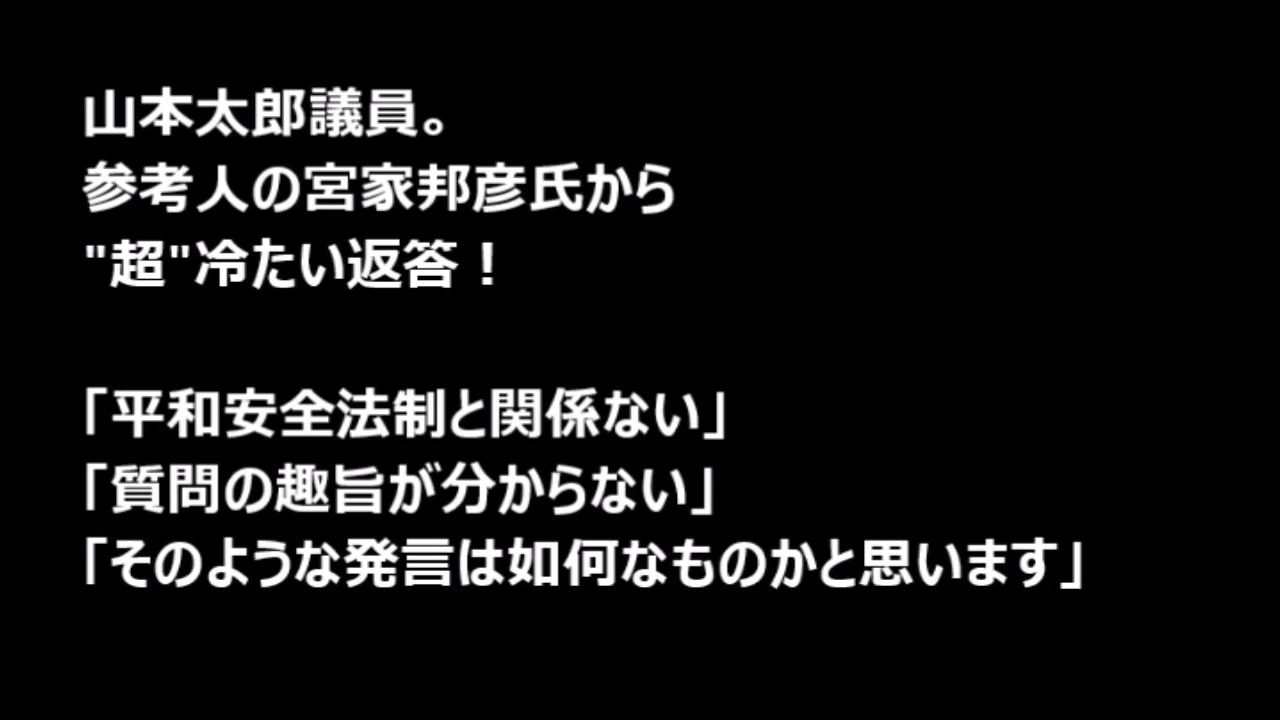 山本太郎議員。
参考人の宮家邦彦氏から
"超"冷たい返答！
「平和安全法制と関係ない」
「質問の趣旨が分からない」
「そのような発言は如何なものかと思います」